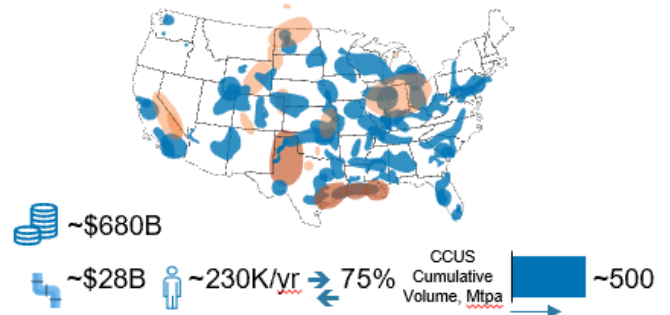 ~$680B
~$28B
~230K/yr
75%
CCUS
Cumulative
Volume, Mtpa
~500